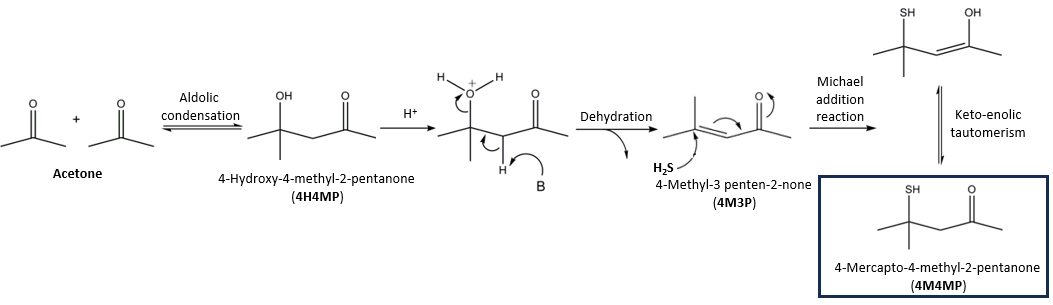 O
+
O
Acetone
Aldolic
condensation
OH
O
4-Hydroxy-4-methyl-2-pentanone
(4H4MP)
H+
H
+
H
O
O
H
B
Dehydration
O
H₂S
4-Methyl-3 penten-2-none
(4M3P)
Michael
addition
reaction
SH
OH
Keto-enolic
tautomerism
SH
O
4-Mercapto-4-methyl-2-pentanone
(4M4MP)